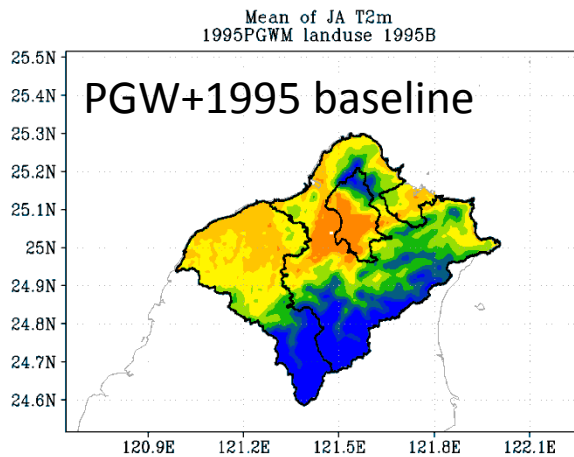 Mean of JA T2m
1995PGWM landuse 1995B
PGW+1995 baseline
25.5N
25.4N
25.3N
25.2N
25.1N
25N
24.9N
24.8N
24.7N
24.6N
120.9E 121.2E 121.5E 121.8E 122.1E